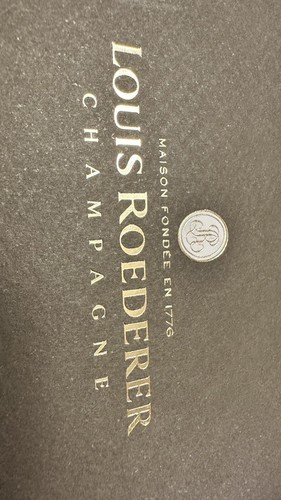 MAISON FONDÉE EN 1776
LOUIS ROEDERER
CHAMPAGNE